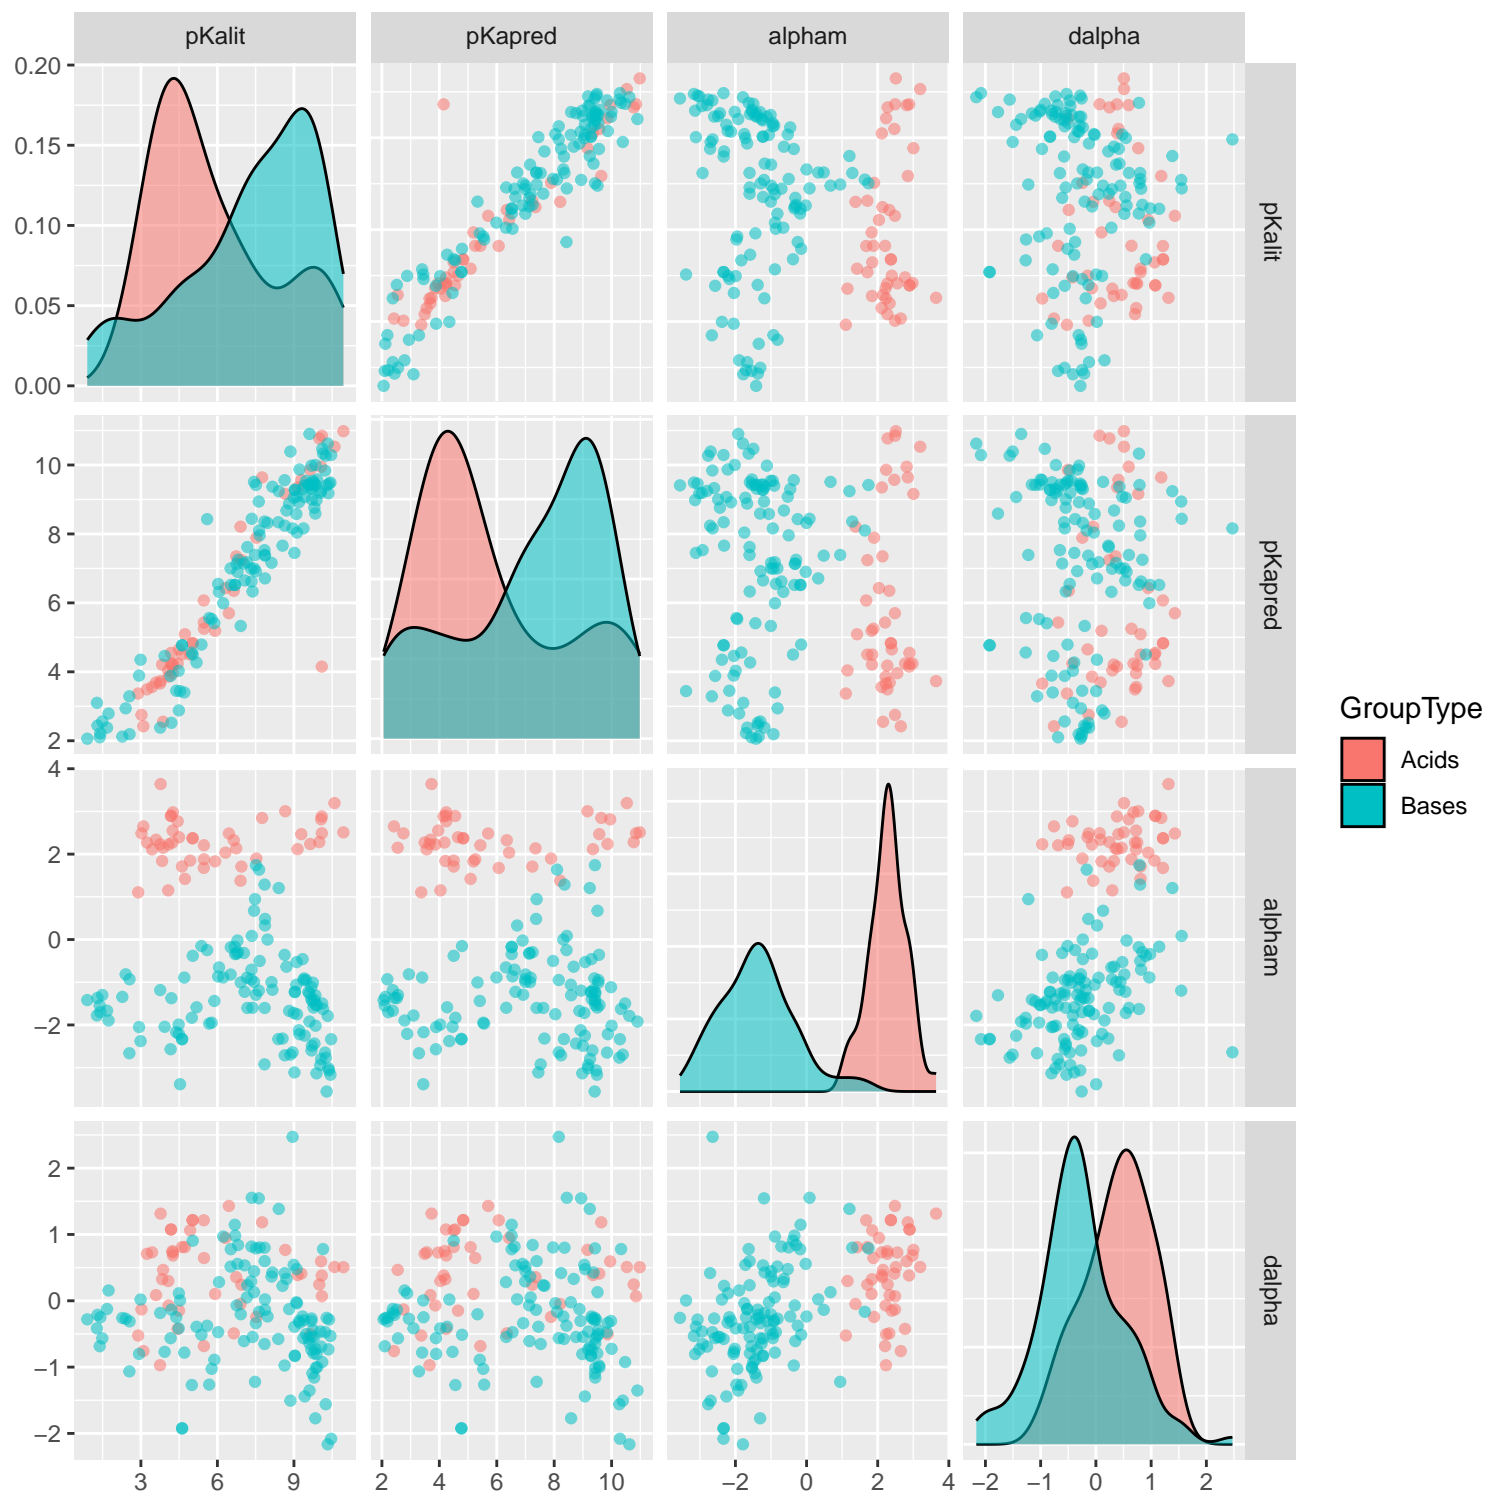 pKalit pKapred alpham dalpha
0.20
0.15
0.10
0.05
0.00
pKalit
10
8
6
4
2
pKapred
GroupType
Acids
Bases
4
2
0
−2
alpham
2
1
0
−1
−2
dalpha
3 6 9 2 4 6 8 10 −2 0 2 4 −2 −1 0 1 2